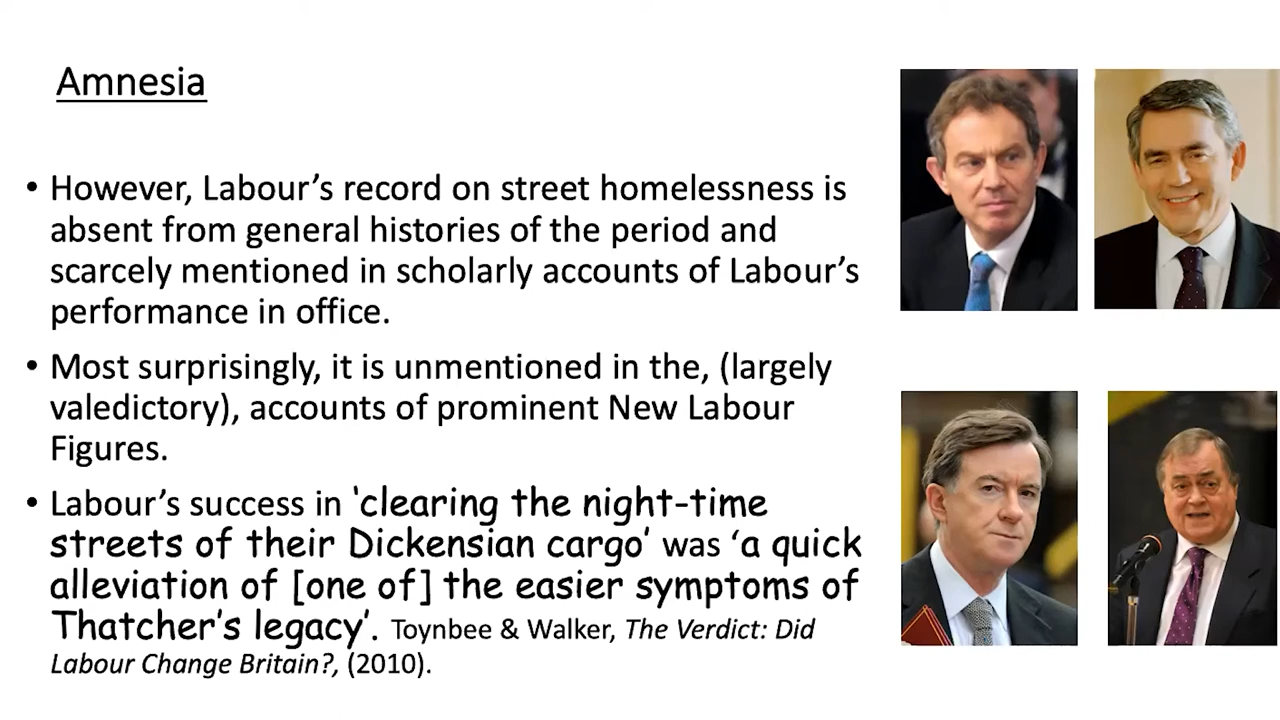 Amnesia
• However, Labour’s record on street homelessness is
absent from general histories of the period and
scarcely mentioned in scholarly accounts of Labour’s
performance in office.
• Most surprisingly, it is unmentioned in the, (largely
valedictory), accounts of prominent New Labour
Figures.
• Labour’s success in ‘clearing the night-time
streets of their Dickensian cargo’ was ‘a quick
alleviation of [one of] the easier symptoms of
Thatcher’s legacy’. Toynbee & Walker, The Verdict: Did
Labour Change Britain?, (2010).